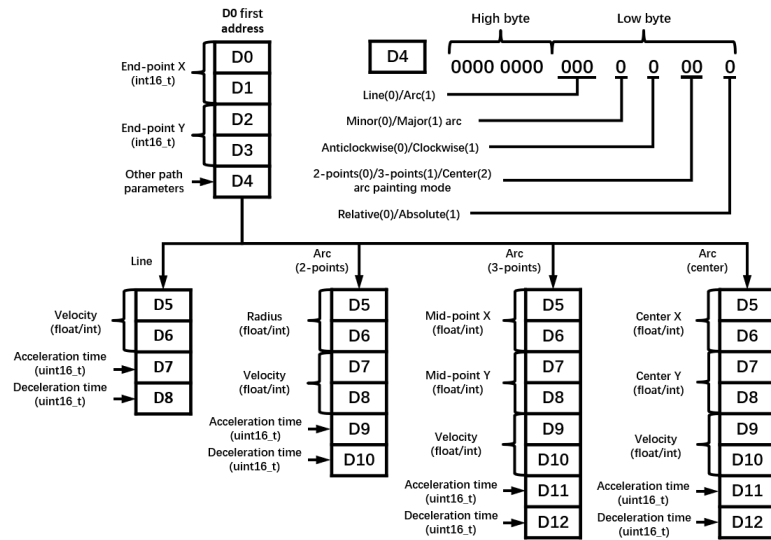 D0 first
address
D0
D1
D2
D3
D4
End-point X
(int16_t)
End-point Y
(int16_t)
Other path
parameters
High byte
Low byte
D4
0000 0000 000 0 0 00 0
Line(0)/Arc(1)
Minor(0)/Major(1) arc
Anticlockwise(0)/Clockwise(1)
2-points(0)/3-points(1)/Center(2)
arc painting mode
Relative(0)/Absolute(1)
Line
D5
D6
D7
D8
Velocity
(float/int)
Acceleration time
(uint16_t)
Deceleration time
(uint16_t)
Arc
(2-points)
D5
D6
D7
D8
D9
D10
Radius
(float/int)
Velocity
(float/int)
Acceleration time
(uint16_t)
Deceleration time
(uint16_t)
Arc
(3-points)
D5
D6
D7
D8
D9
D10
D11
D12
Mid-point X
(float/int)
Mid-point Y
(float/int)
Velocity
(float/int)
Acceleration time
(uint16_t)
Deceleration time
(uint16_t)
Arc
(center)
D5
D6
D7
D8
D9
D10
D11
D12
Center X
(float/int)
Center Y
(float/int)
Velocity
(float/int)
Acceleration time
(uint16_t)
Deceleration time
(uint16_t)